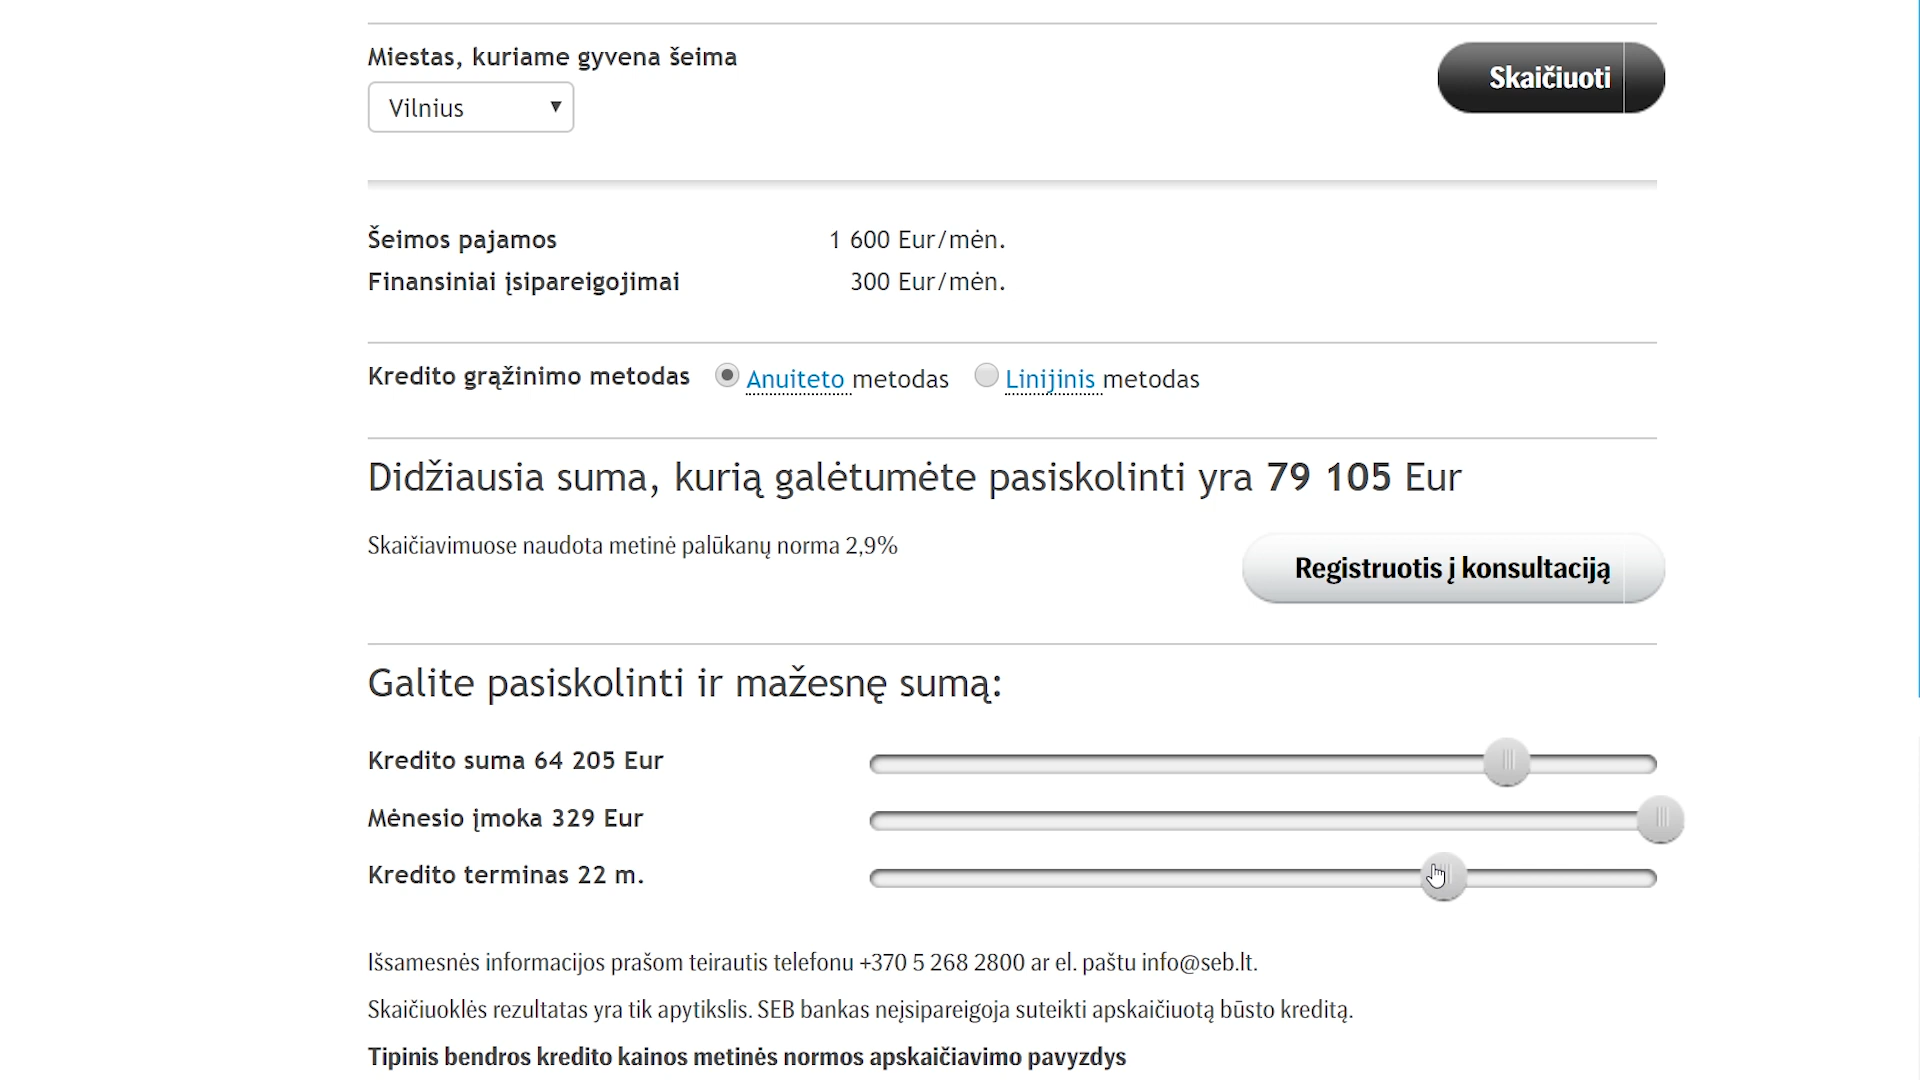 Miestas, kuriame gyvena šeima
Vilnius
Skaičiuoti
Šeimos pajamos 1 600 Eur/mėn.
Finansiniai įsipareigojimai 300 Eur/mėn.
Kredito grąžinimo metodas Anuiteto metodas Linijinis metodas
Didžiausia suma, kurią galėtumėte pasiskolinti yra 79 105 Eur
Skaičiavimuose naudota metinė palūkanų norma 2,9%
Registruotis į konsultaciją
Galite pasiskolinti ir mažesnę sumą:
Kredito suma 64 205 Eur
Mėnesio įmoka 329 Eur
Kredito terminas 22 m.
Išsamesnės informacijos prašom teirautis telefonu +370 5 268 2800 ar el. paštu info@seb.lt.
Skaičiuoklės rezultatas yra tik apytikslis. SEB bankas neįsipareigoja suteikti apskaičiuotą būsto kreditą.
Tipinis bendros kredito kainos metinės normos apskaičiavimo pavyzdys